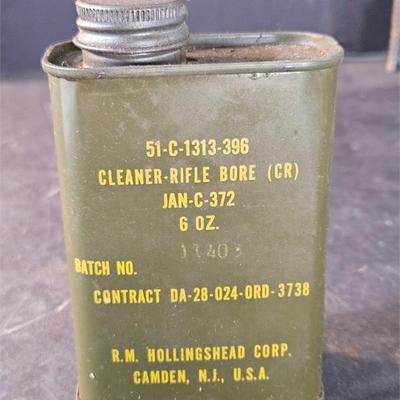 51-C-1313-396
CLEANER-RIFLE BORE (CR)
JAN-C-372
6 OZ.
BATCH NO.
CONTRACT DA-28-024-ORD-3738
R.M. HOLLINGSHEAD CORP.
CAMDEN, N.J., U.S.A.